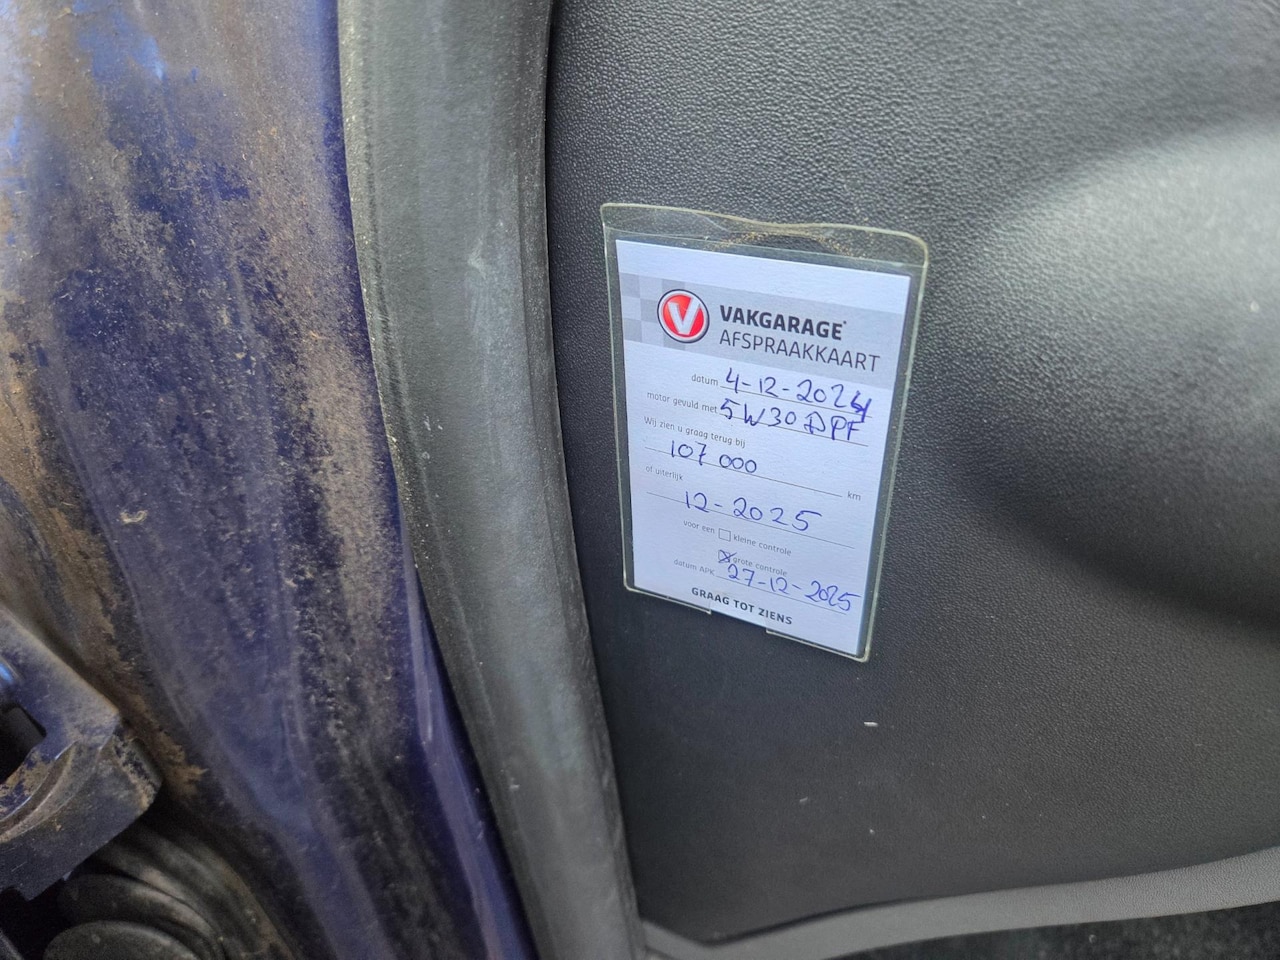 V
VAKGARAGE®
AFSPRAAKKAART
datum 4-12-2024
motor gevuld met 5W30 DPF
Wij zien u graag terug bij
107 000 km
of uiterlijk
12-2025
voor een ☐ kleine controle
☒ grote controle
datum APK 27-12-2025
GRAAG TOT ZIENS